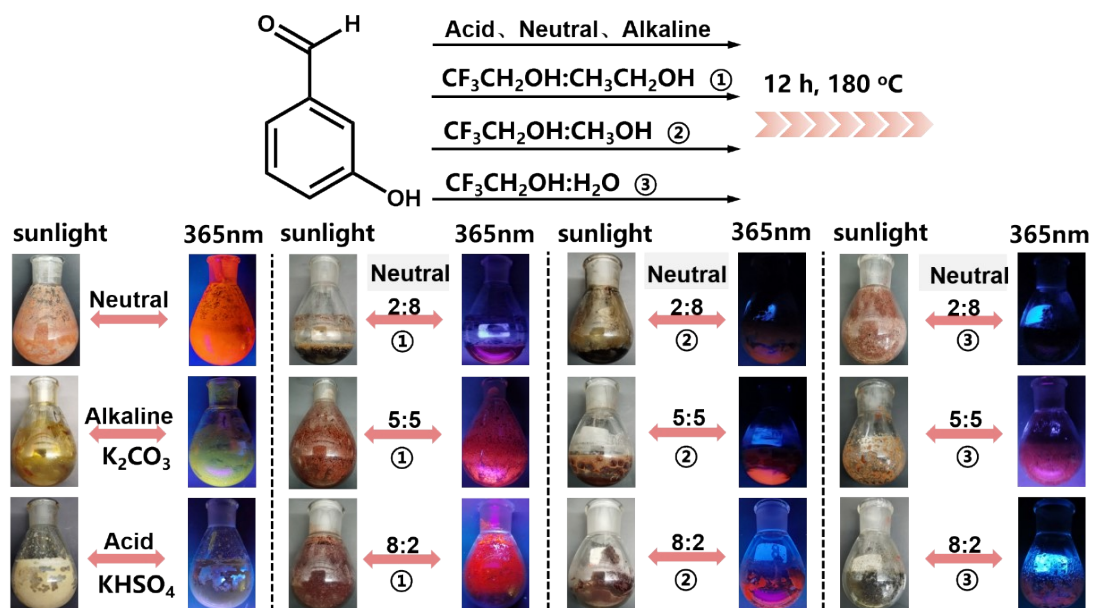 O H
Acid、Neutral、Alkaline
CF₃CH₂OH:CH₃CH₂OH ①
12 h, 180 ºC
CF₃CH₂OH:CH₃OH ②
CF₃CH₂OH:H₂O ③
OH
sunlight 365nm sunlight 365nm sunlight 365nm sunlight 365nm
Neutral Neutral Neutral
Neutral 2:8 2:8 2:8
① ② ③
Alkaline 5:5 5:5 5:5
K₂CO₃ ① ② ③
Acid 8:2 8:2 8:2
KHSO₄ ① ② ③